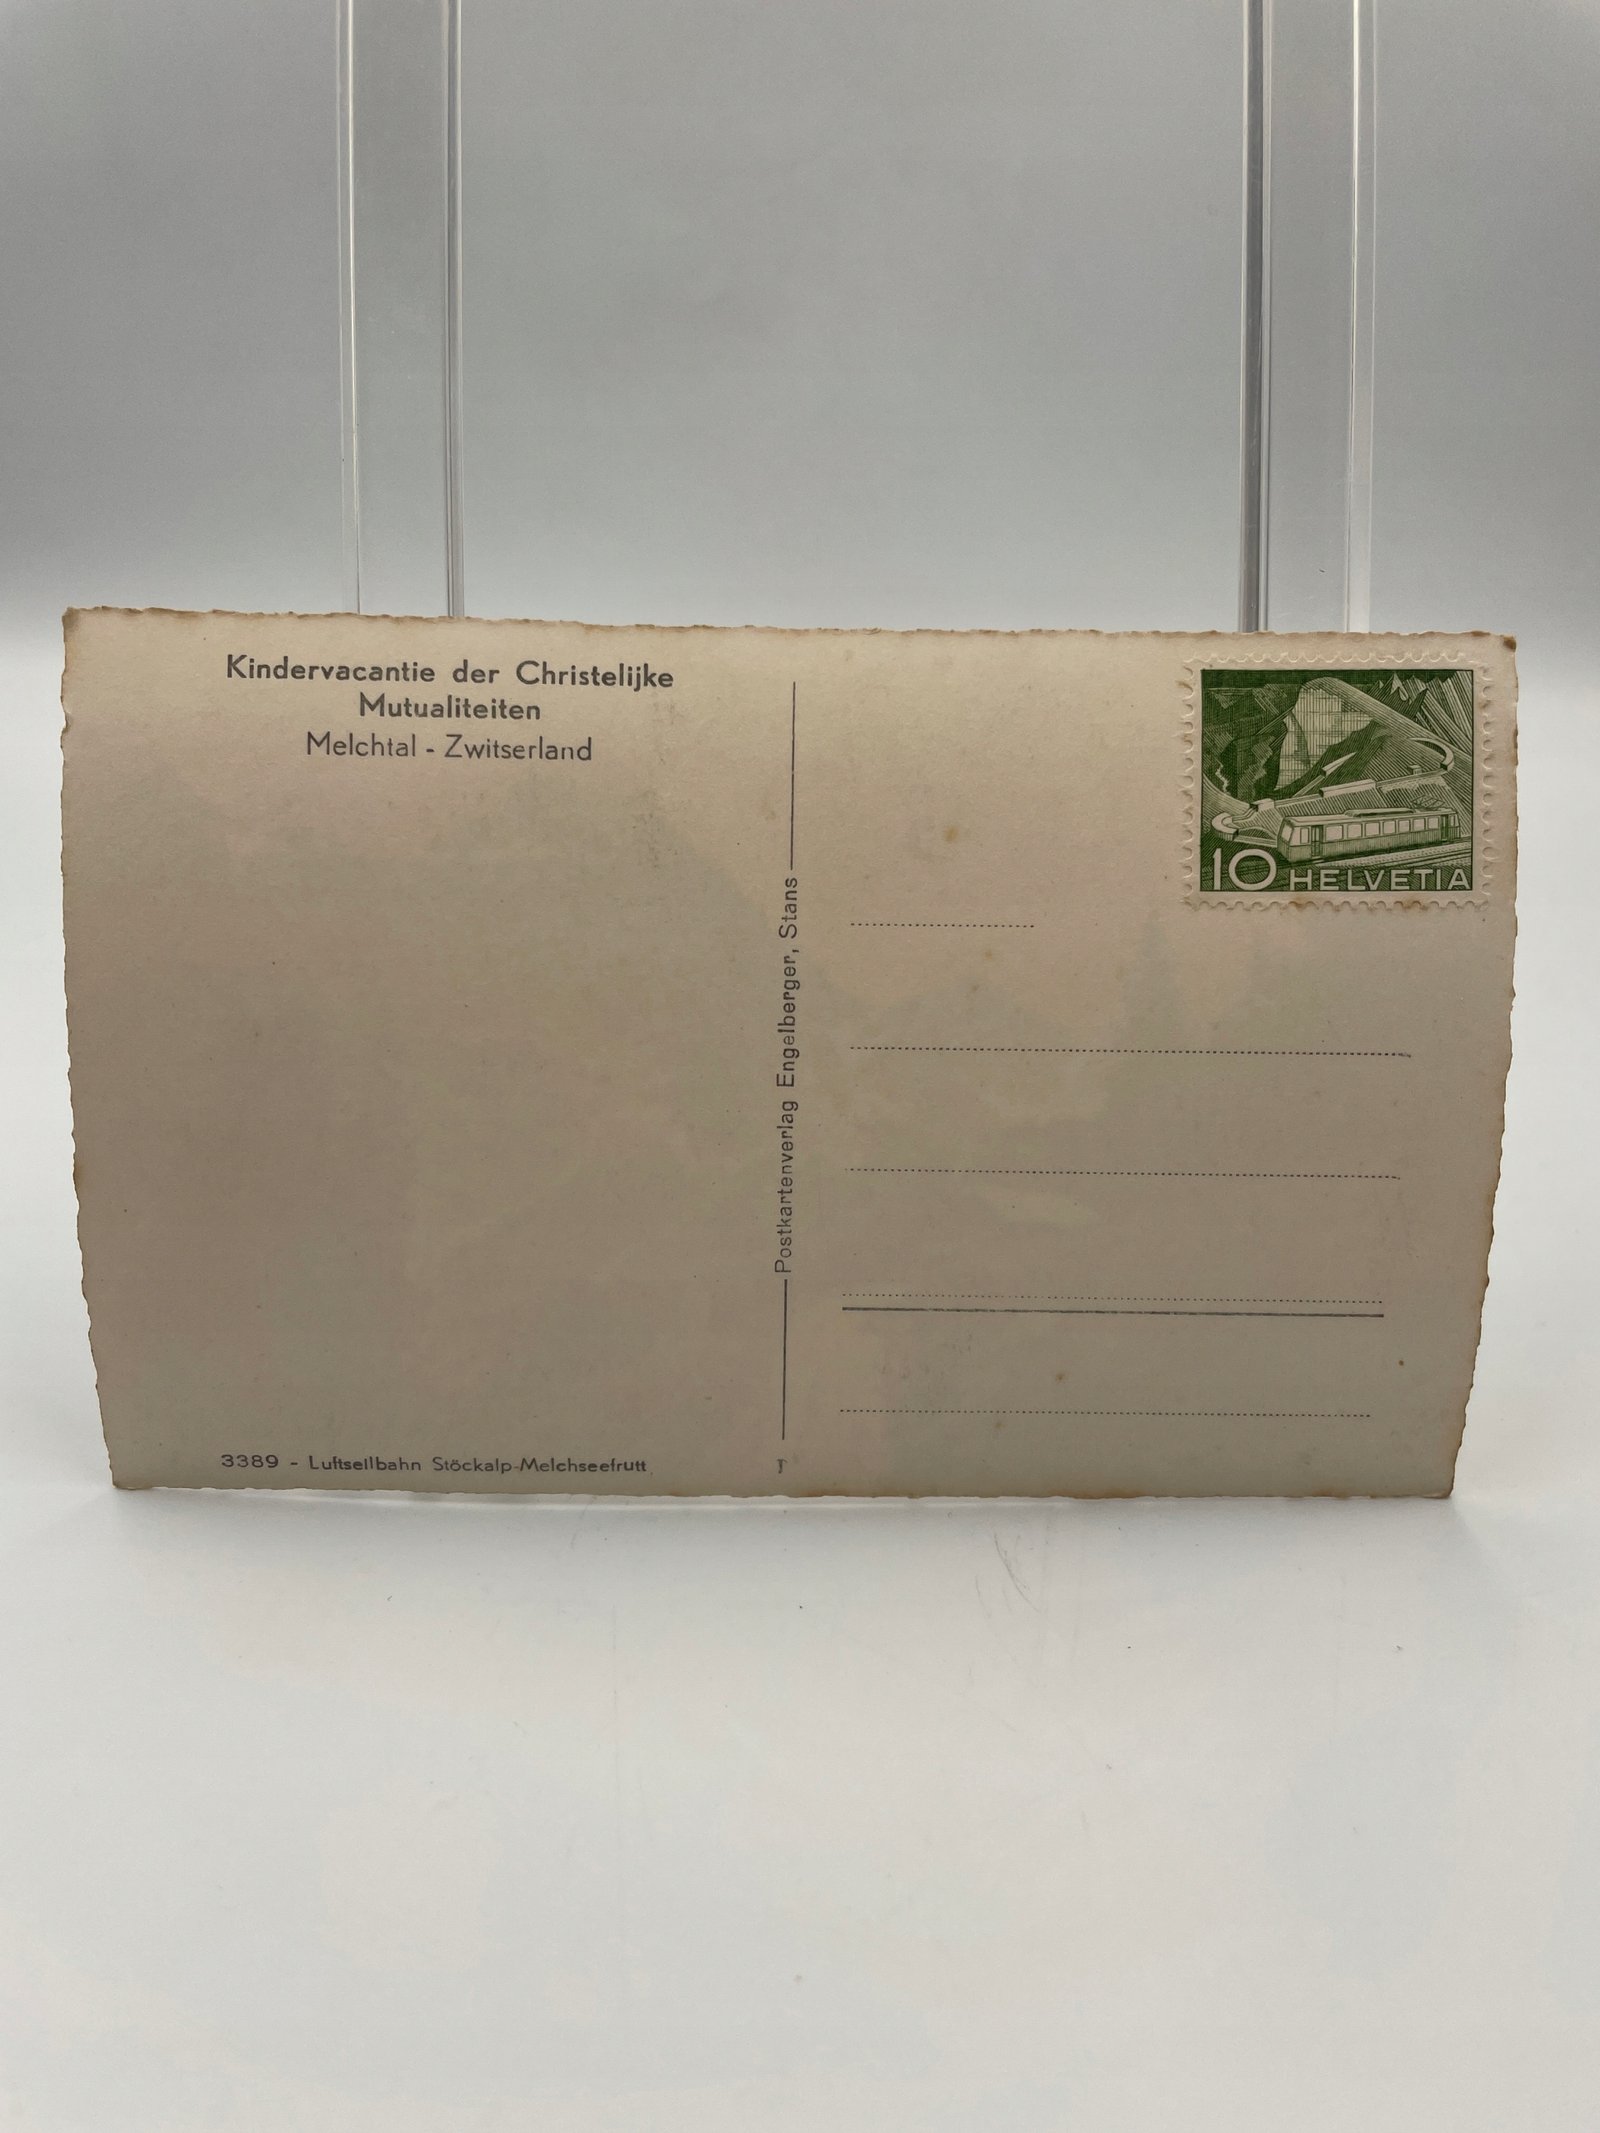 Kindervacantie der Christelijke
Mutualiteiten
Melchtal - Zwitserland
10 HELVETIA
Postkartenverlag Engelberger, Stans
3389 - Luftseilbahn Stöckalp-Melchseefrutt